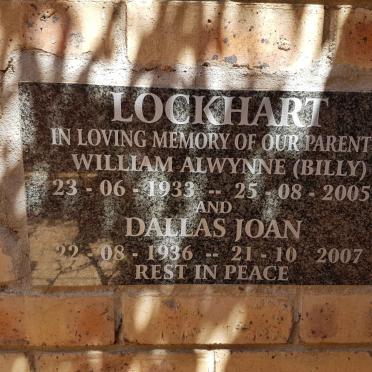 LOCKHART
IN LOVING MEMORY OF OUR PARENT
WILLIAM ALWYNNE (BILLY)
23 - 06 - 1933 -- 25 - 08 - 2005
AND
DALLAS JOAN
22 - 08 - 1936 -- 21 - 10 2007
REST IN PEACE